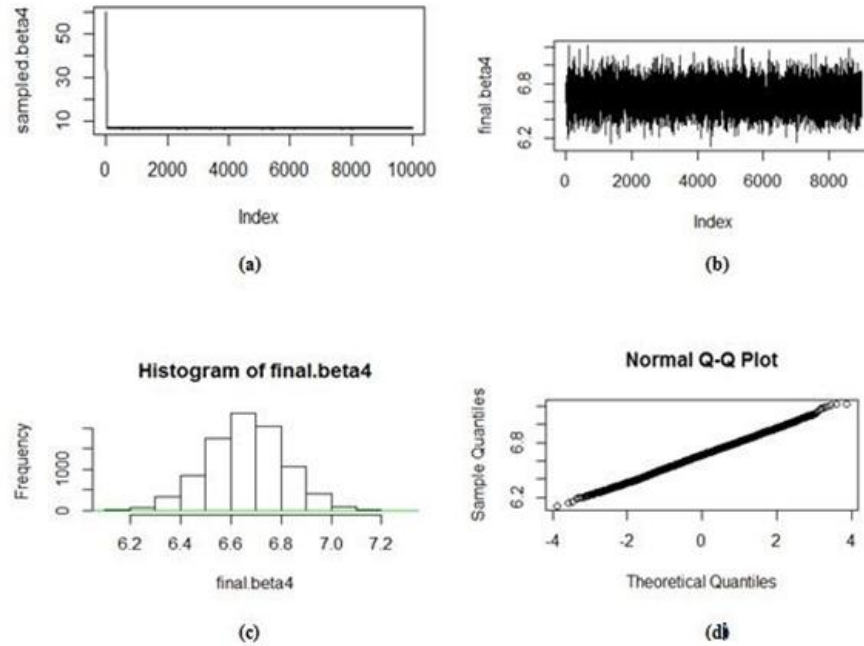 sampled.beta4
10 30 50
0 2000 4000 6000 8000 10000
Index
(a)
final.beta4
6.2 6.8
0 2000 4000 6000 8000
Index
(b)
Histogram of final.beta4
Frequency
0 1000
6.2 6.4 6.6 6.8 7.0 7.2
final.beta4
(c)
Normal Q-Q Plot
Sample Quantiles
6.2 6.8
-4 -2 0 2 4
Theoretical Quantiles
(d)